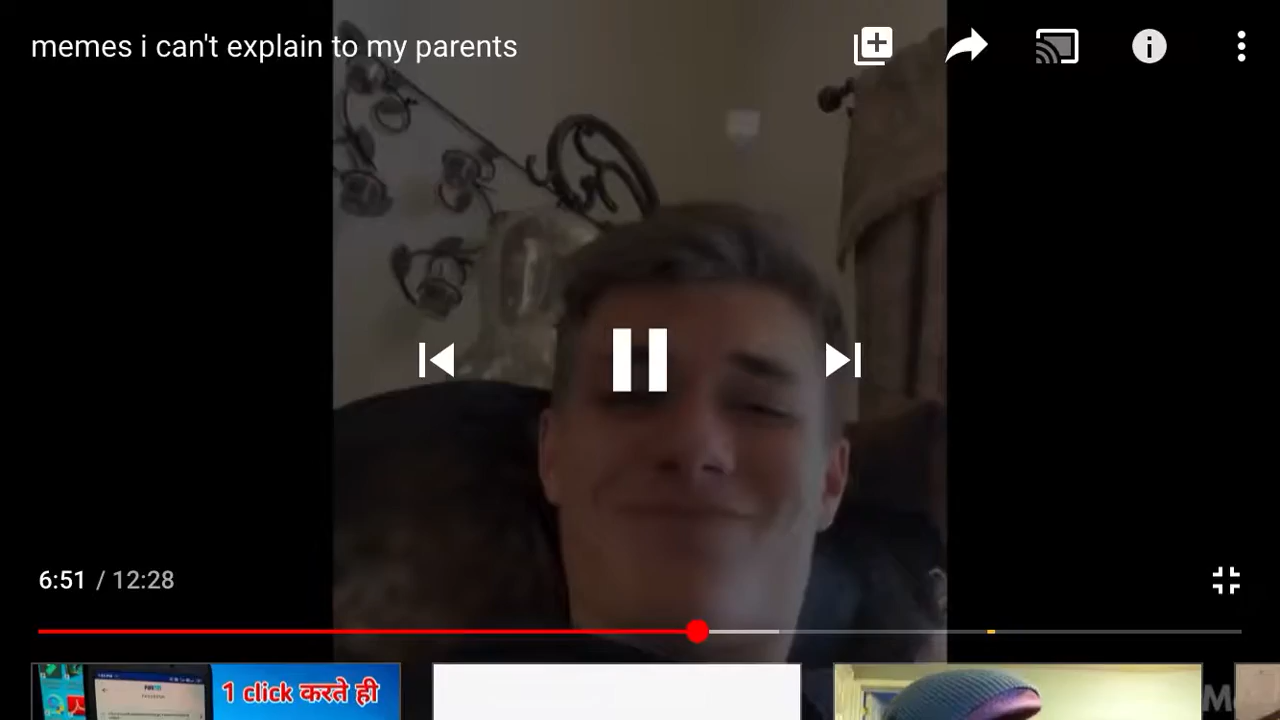 memes i can't explain to my parents
6:51 / 12:28
1 click करते ही